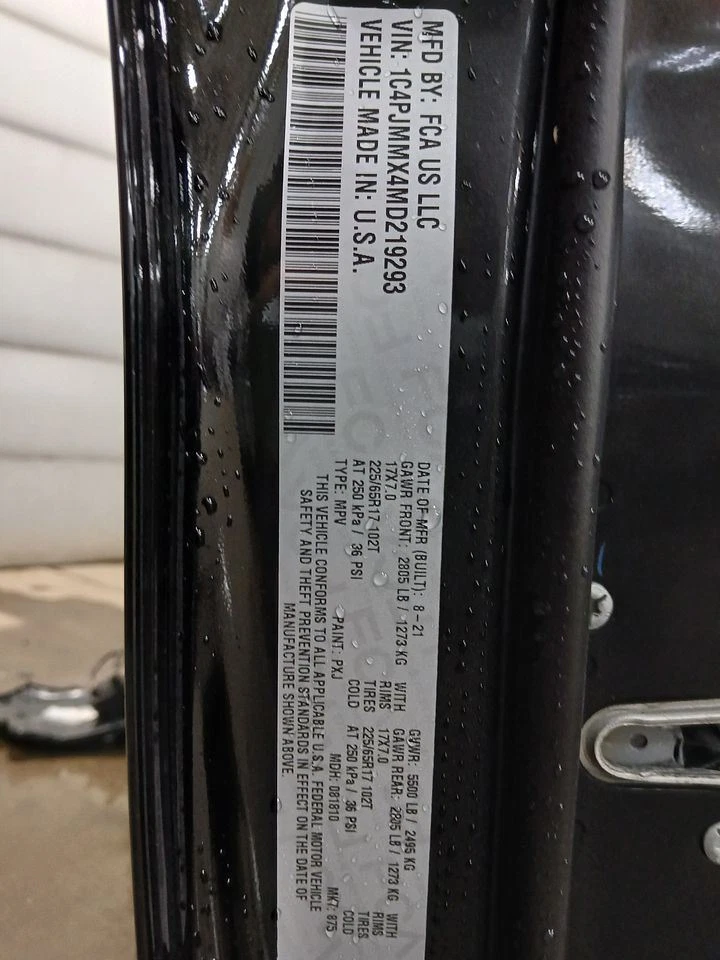 MFD BY: FCA US LLC
VIN: 1C4PJMMX4MD219293
VEHICLE MADE IN: U.S.A.
DATE OF MFR (BUILT): 8-21 GVWR: 5500 LB / 2495 KG
GAWR FRONT: 2805 LB / 1273 KG WITH GAWR REAR: 2805 LB / 1273 KG WITH
17X7.0 RIMS 17X7.0 RIMS
225/65R17 102T TIRES 225/65R17 102T TIRES
AT 250 kPa / 36 PSI COLD AT 250 kPa / 36 PSI COLD
TYPE: MPV PAINT: PXJ MDH: 081810 MKT: 875
THIS VEHICLE CONFORMS TO ALL APPLICABLE U.S.A. FEDERAL MOTOR VEHICLE
SAFETY AND THEFT PREVENTION STANDARDS IN EFFECT ON THE DATE OF
MANUFACTURE SHOWN ABOVE.